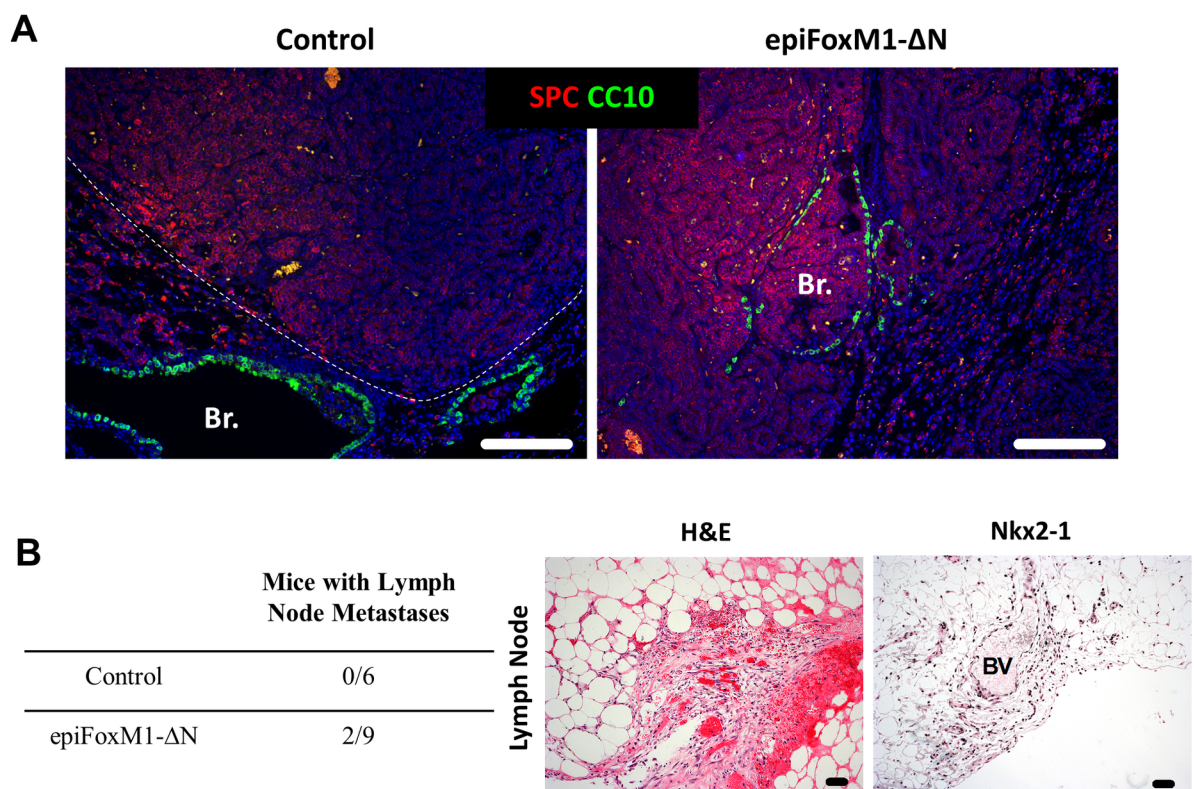 A
Control
epiFoxM1-ΔN
SPC CC10
Br.
Br.
B
Mice with Lymph
Node Metastases
Control 0/6
epiFoxM1-ΔN 2/9
H&E
Nkx2-1
Lymph Node
BV